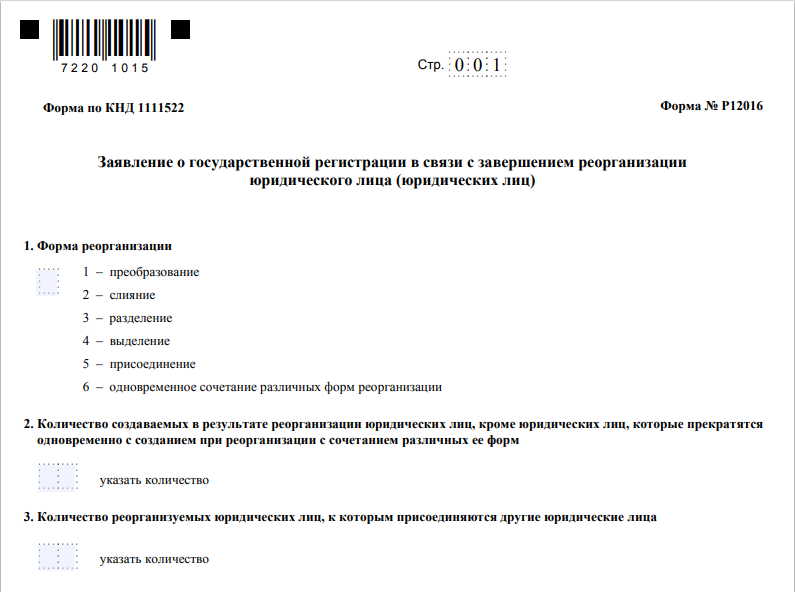 7220 1015
Стр. 001
Форма по КНД 1111522
Форма № Р12016
Заявление о государственной регистрации в связи с завершением реорганизации
юридического лица (юридических лиц)
1. Форма реорганизации
1 – преобразование
2 – слияние
3 – разделение
4 – выделение
5 – присоединение
6 – одновременное сочетание различных форм реорганизации
2. Количество создаваемых в результате реорганизации юридических лиц, кроме юридических лиц, которые прекратятся
одновременно с созданием при реорганизации с сочетанием различных ее форм
указать количество
3. Количество реорганизуемых юридических лиц, к которым присоединяются другие юридические лица
указать количество